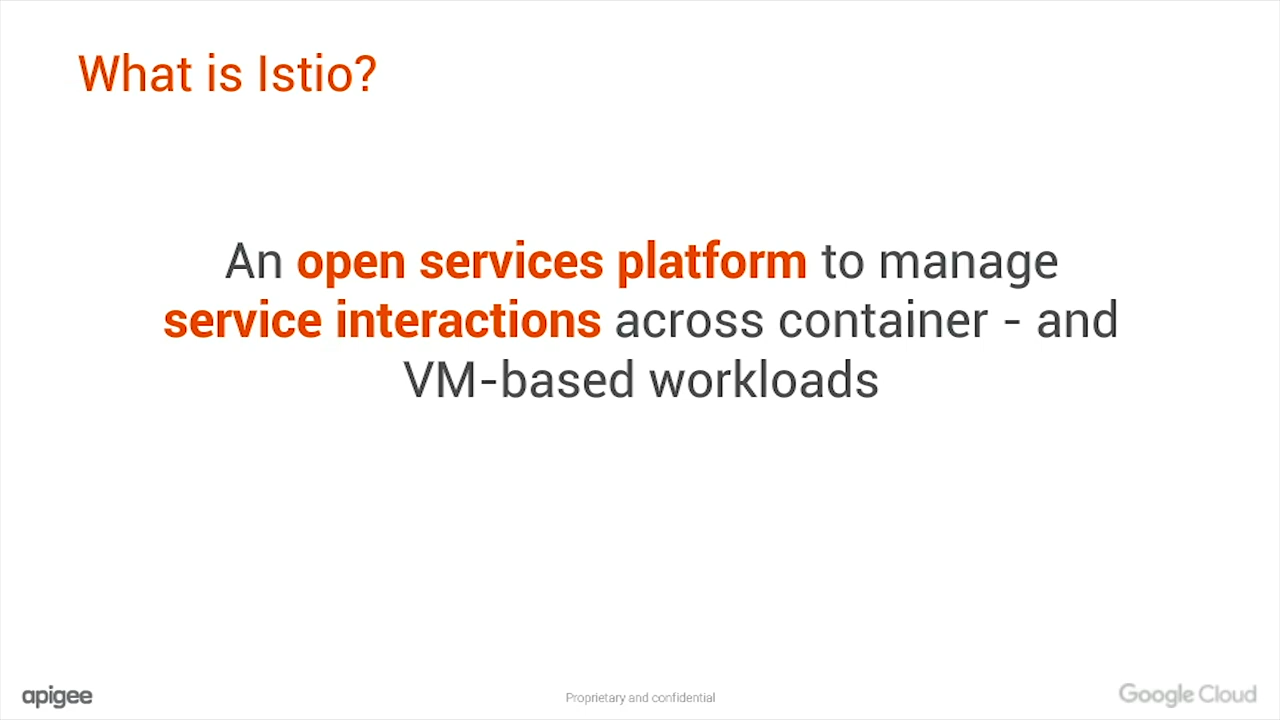 What is Istio?
An open services platform to manage
service interactions across container - and
VM-based workloads
apigee
Proprietary and confidential
Google Cloud